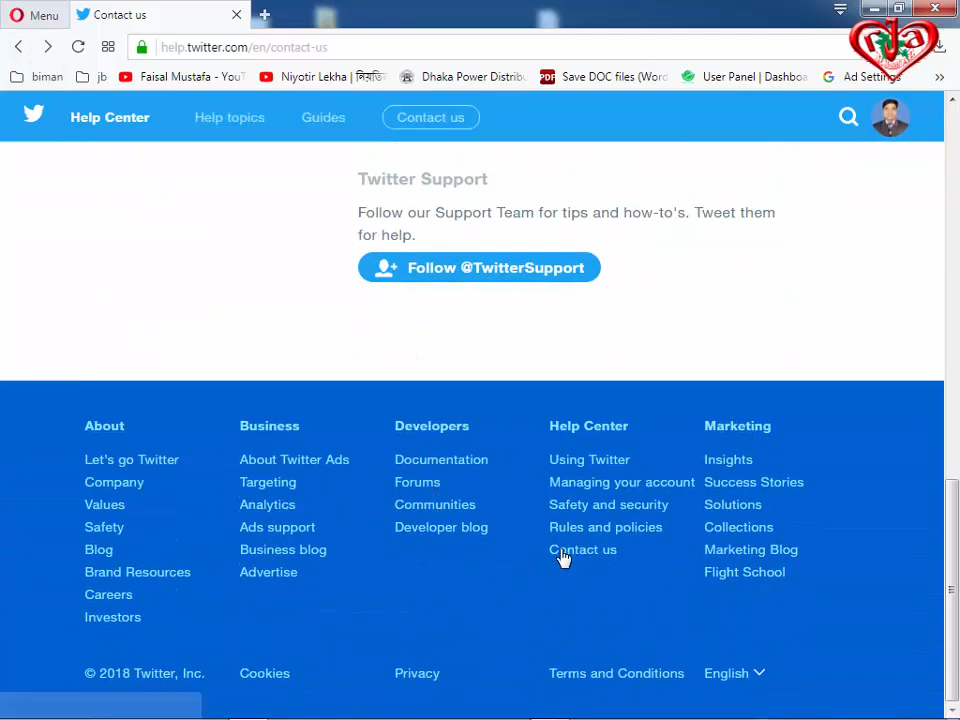 Menu
Contact us
help.twitter.com/en/contact-us
biman
jb
Faisal Mustafa - YouT
Niyotir Lekha | নিয়তি
Dhaka Power Distribu
PDF
Save DOC files (Word
User Panel | Dashboa
Ad Settings
rja
Help Center
Help topics
Guides
Contact us
Twitter Support
Follow our Support Team for tips and how-to's. Tweet them
for help.
Follow @TwitterSupport
About
Let's go Twitter
Company
Values
Safety
Blog
Brand Resources
Careers
Investors
Business
About Twitter Ads
Targeting
Analytics
Ads support
Business blog
Advertise
Developers
Documentation
Forums
Communities
Developer blog
Help Center
Using Twitter
Managing your account
Safety and security
Rules and policies
Contact us
Marketing
Insights
Success Stories
Solutions
Collections
Marketing Blog
Flight School
© 2018 Twitter, Inc.
Cookies
Privacy
Terms and Conditions
English